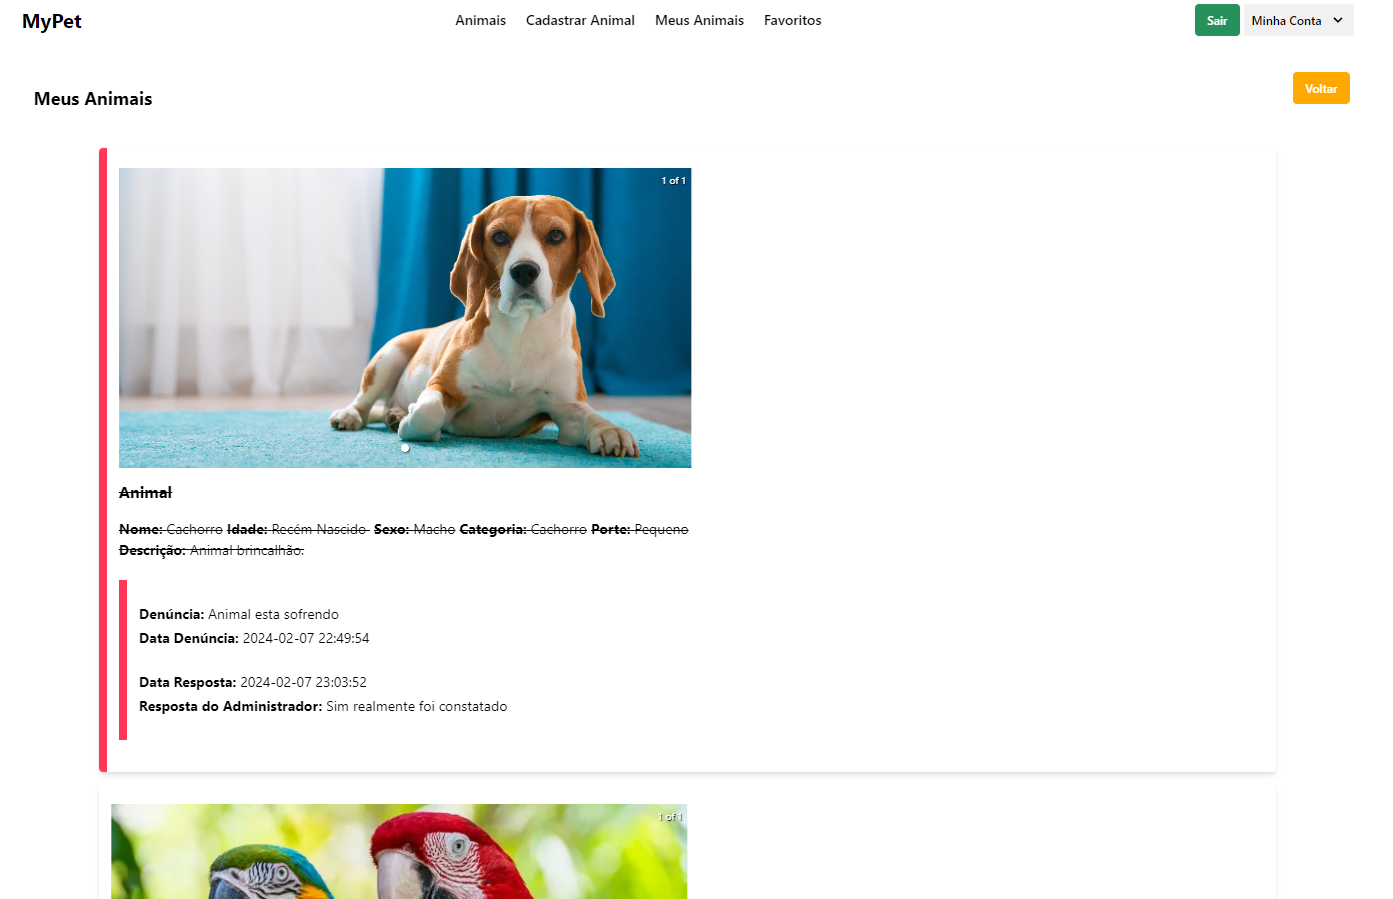 MyPet
Animais Cadastrar Animal Meus Animais Favoritos
Sair Minha Conta
Meus Animais
Voltar
1 of 1
Animal
Nome: Cachorro Idade: Recém Nascido Sexo: Macho Categoria: Cachorro Porte: Pequeno
Descrição: Animal brincalhão.
Denúncia: Animal esta sofrendo
Data Denúncia: 2024-02-07 22:49:54
Data Resposta: 2024-02-07 23:03:52
Resposta do Administrador: Sim realmente foi constatado
1 of 1